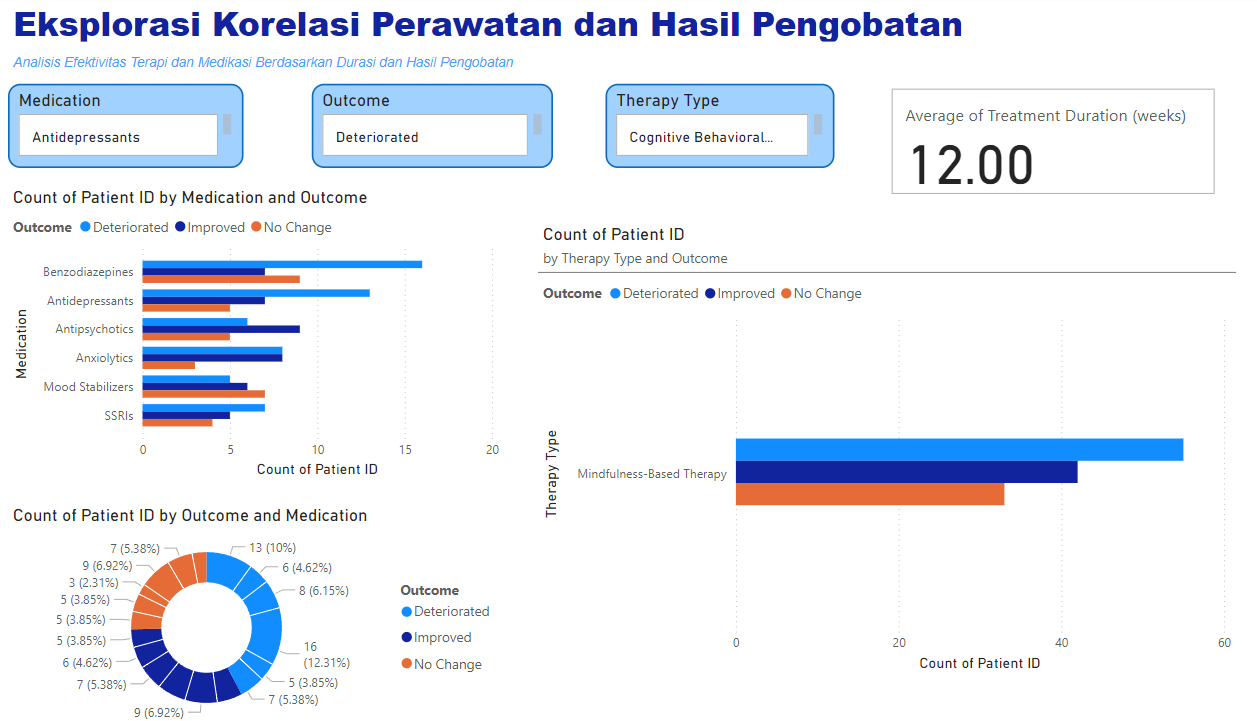 Eksplorasi Korelasi Perawatan dan Hasil Pengobatan
Analisis Efektivitas Terapi dan Medikasi Berdasarkan Durasi dan Hasil Pengobatan
Medication
Antidepressants
Outcome
Deteriorated
Therapy Type
Cognitive Behavioral...
Average of Treatment Duration (weeks)
12.00
Count of Patient ID by Medication and Outcome
Outcome Deteriorated Improved No Change
Medication
Benzodiazepines
Antidepressants
Antipsychotics
Anxiolytics
Mood Stabilizers
SSRIs
0 5 10 15 20
Count of Patient ID
Count of Patient ID
by Therapy Type and Outcome
Outcome Deteriorated Improved No Change
Therapy Type
Mindfulness-Based Therapy
0 20 40 60
Count of Patient ID
Count of Patient ID by Outcome and Medication
13 (10%)
6 (4.62%)
8 (6.15%)
16
(12.31%)
5 (3.85%)
7 (5.38%)
9 (6.92%)
7 (5.38%)
6 (4.62%)
5 (3.85%)
5 (3.85%)
5 (3.85%)
3 (2.31%)
9 (6.92%)
7 (5.38%)
Outcome
Deteriorated
Improved
No Change